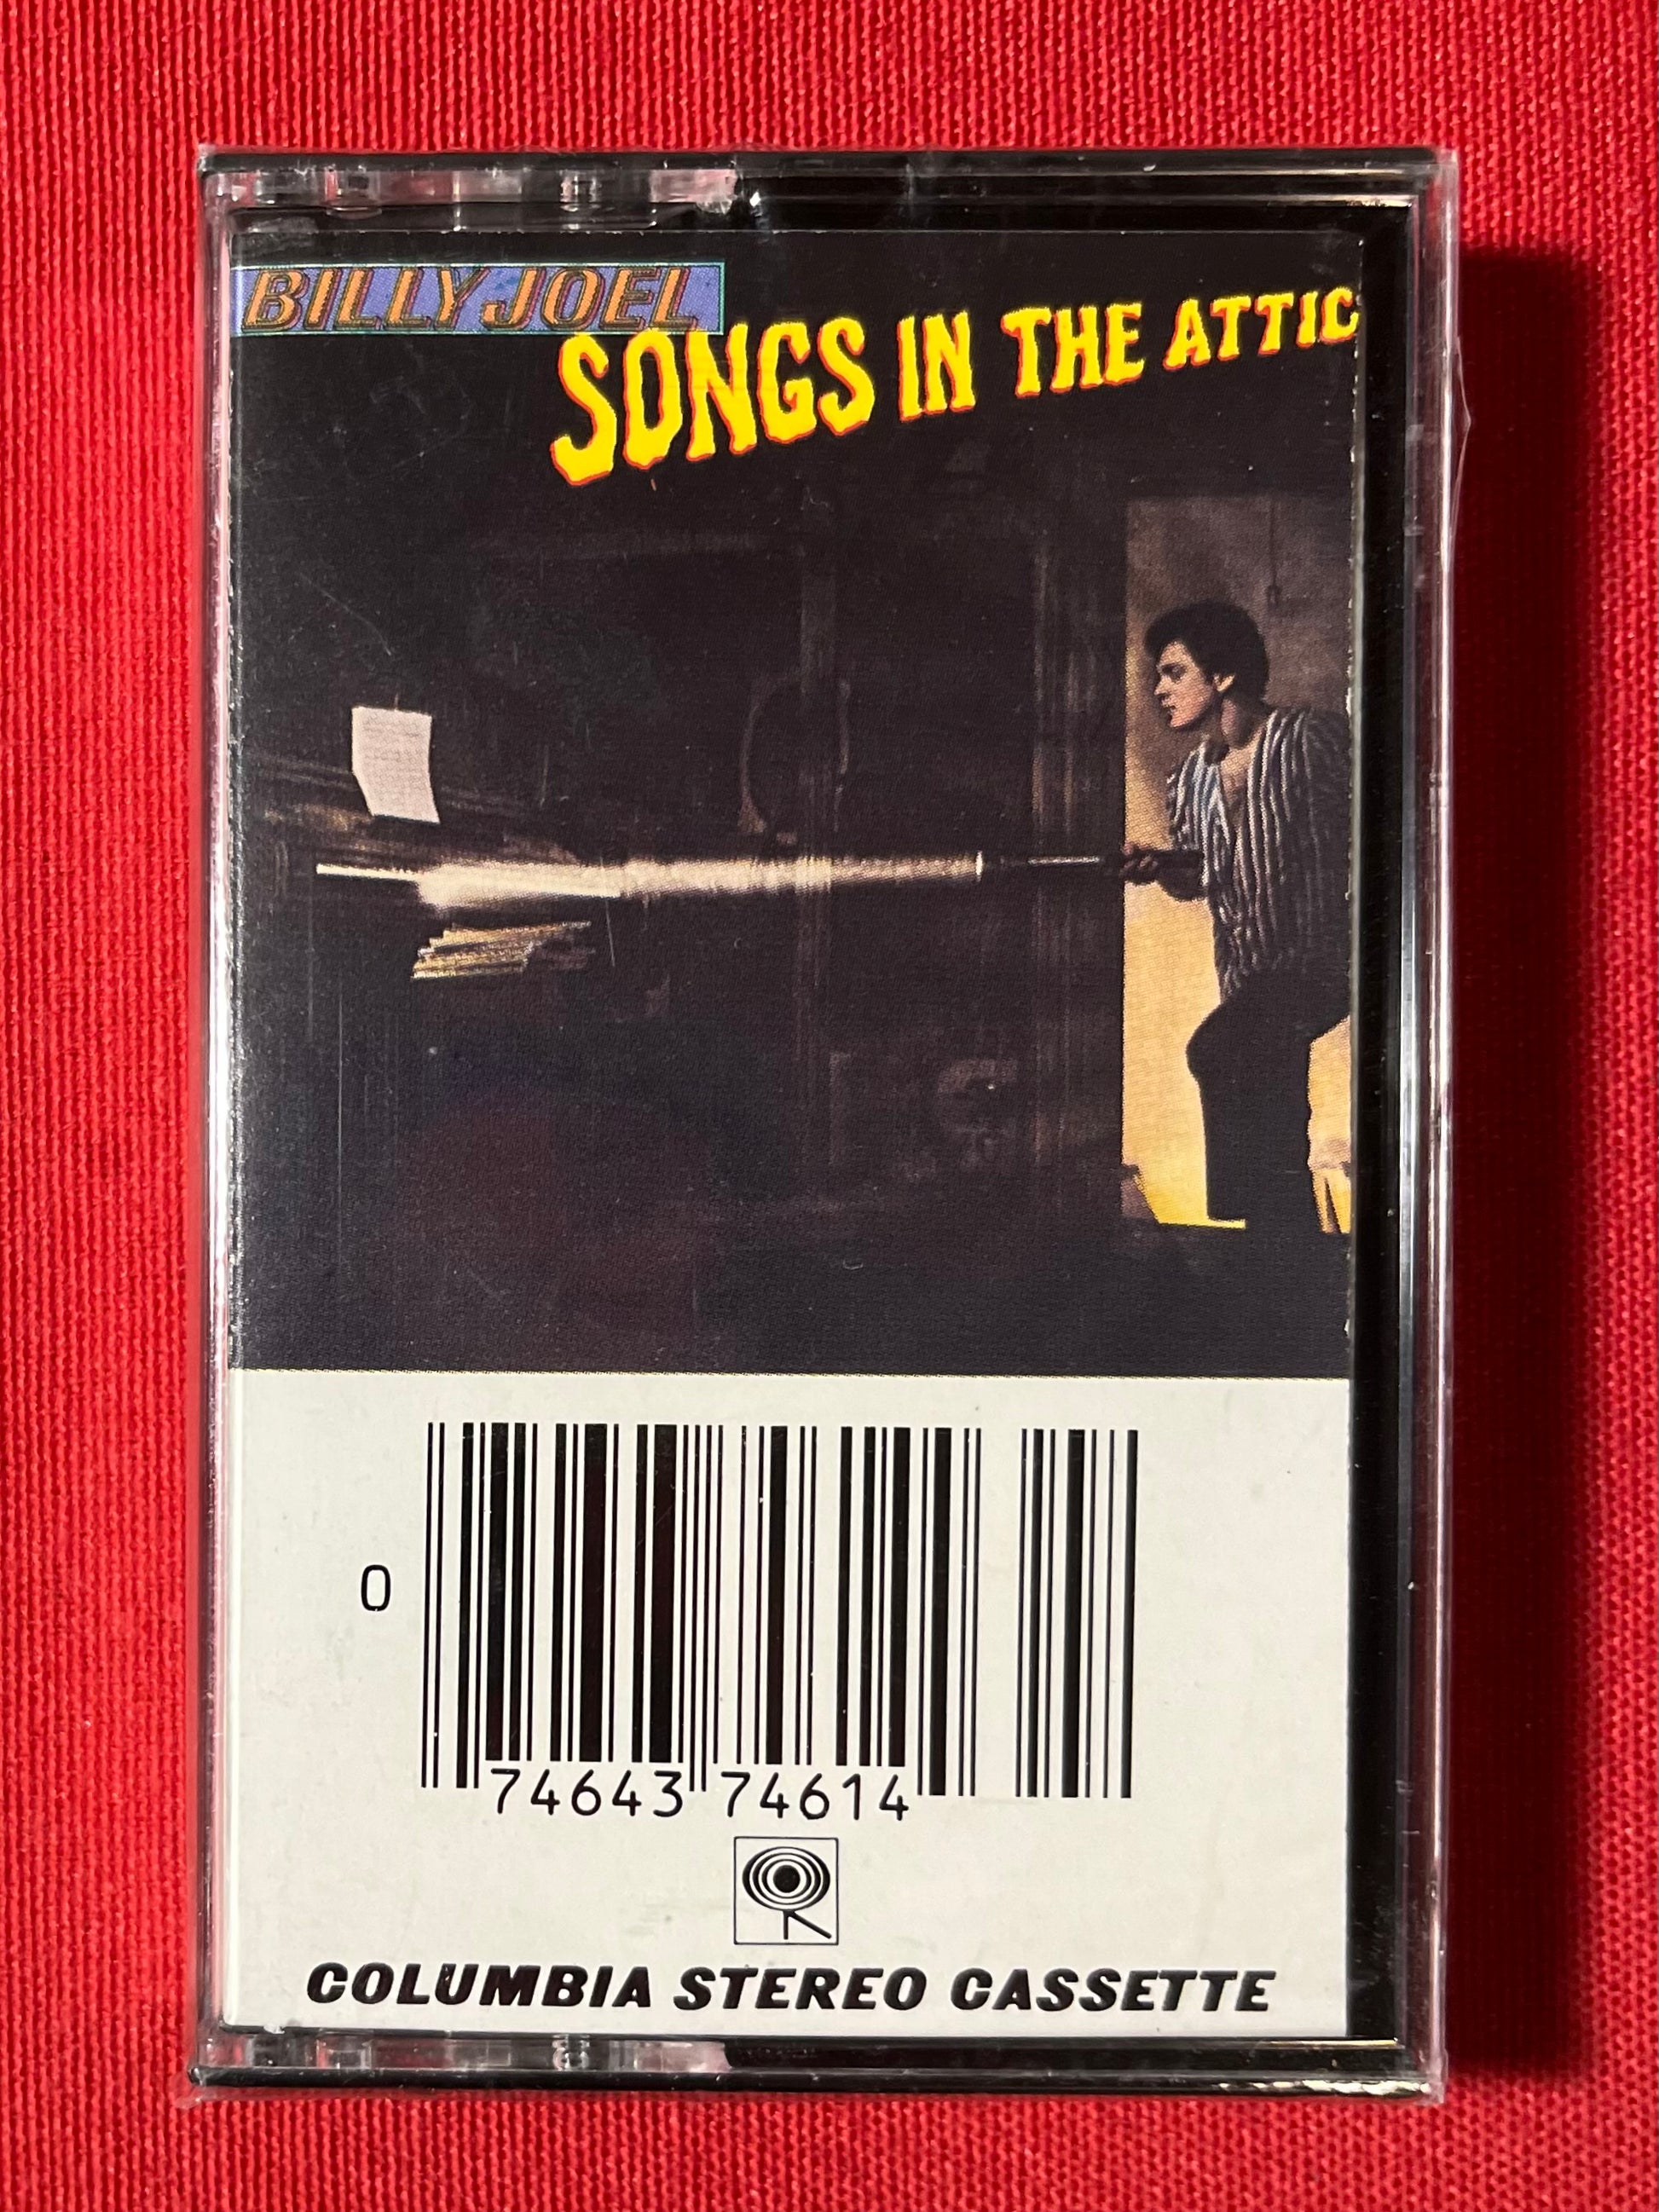 BILLY JOEL
SONGS IN THE ATTIC
0
74643 74614
COLUMBIA STEREO CASSETTE